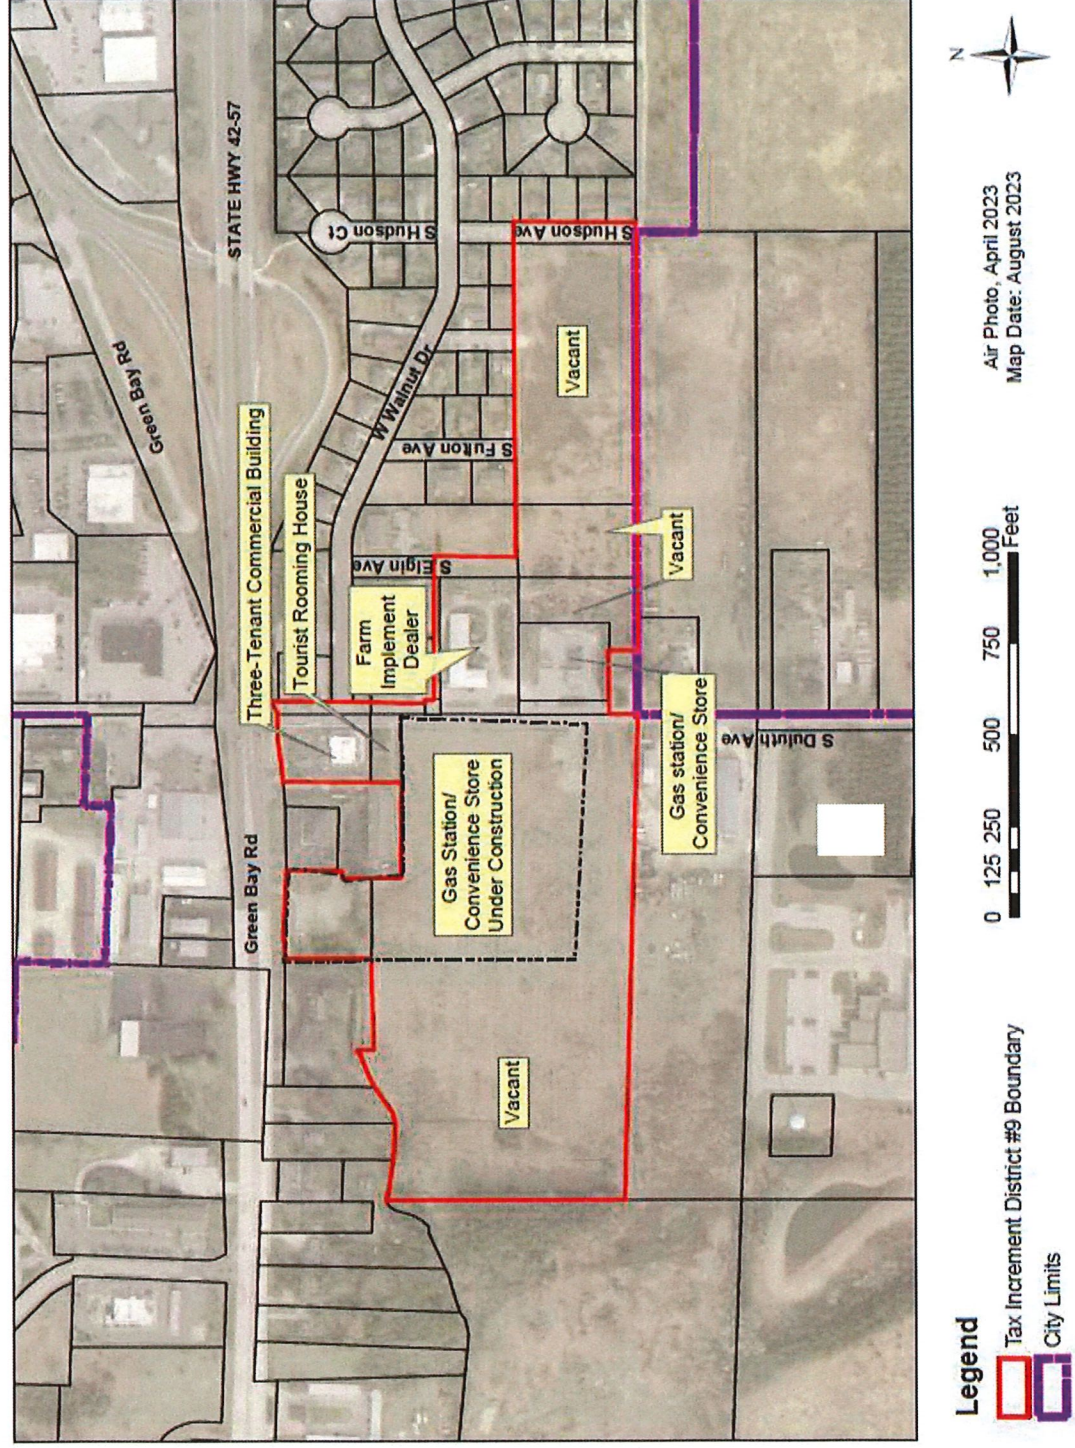 STATE HWY 42-57
Green Bay Rd
Green Bay Rd
Three-Tenant Commercial Building
Tourist Rooming House
W Walnut Dr
S Hudson Ct
S Hudson Ave
S Fulton Ave
S Elgin Ave
Farm
Implement
Dealer
Gas Station/
Convenience Store
Under Construction
Vacant
Vacant
Vacant
Gas station/
Convenience Store
S Duluth Ave
Legend
Tax Increment District #9 Boundary
City Limits
0 125 250 500 750 1,000
Feet
Air Photo, April 2023
Map Date: August 2023
N